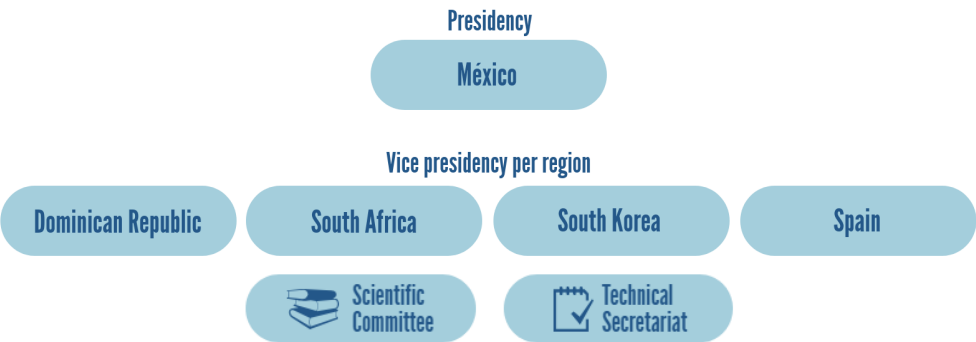 Presidency
México
Vice presidency per region
Dominican Republic
South Africa
South Korea
Spain
Scientific
Committee
Technical
Secretariat